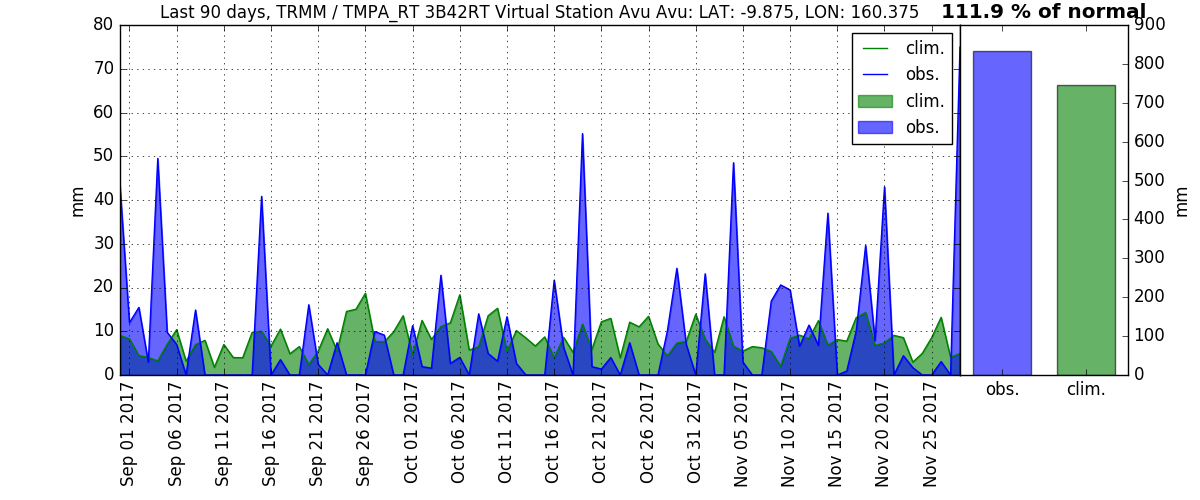 Last 90 days, TRMM / TMPA_RT 3B42RT Virtual Station Avu Avu: LAT: -9.875, LON: 160.375
111.9 % of normal
80
70
60
50
40
30
20
10
0
mm
clim.
obs.
clim.
obs.
900
800
700
600
500
400
300
200
100
0
mm
obs.
clim.
Sep 01 2017
Sep 06 2017
Sep 11 2017
Sep 16 2017
Sep 21 2017
Sep 26 2017
Oct 01 2017
Oct 06 2017
Oct 11 2017
Oct 16 2017
Oct 21 2017
Oct 26 2017
Oct 31 2017
Nov 05 2017
Nov 10 2017
Nov 15 2017
Nov 20 2017
Nov 25 2017